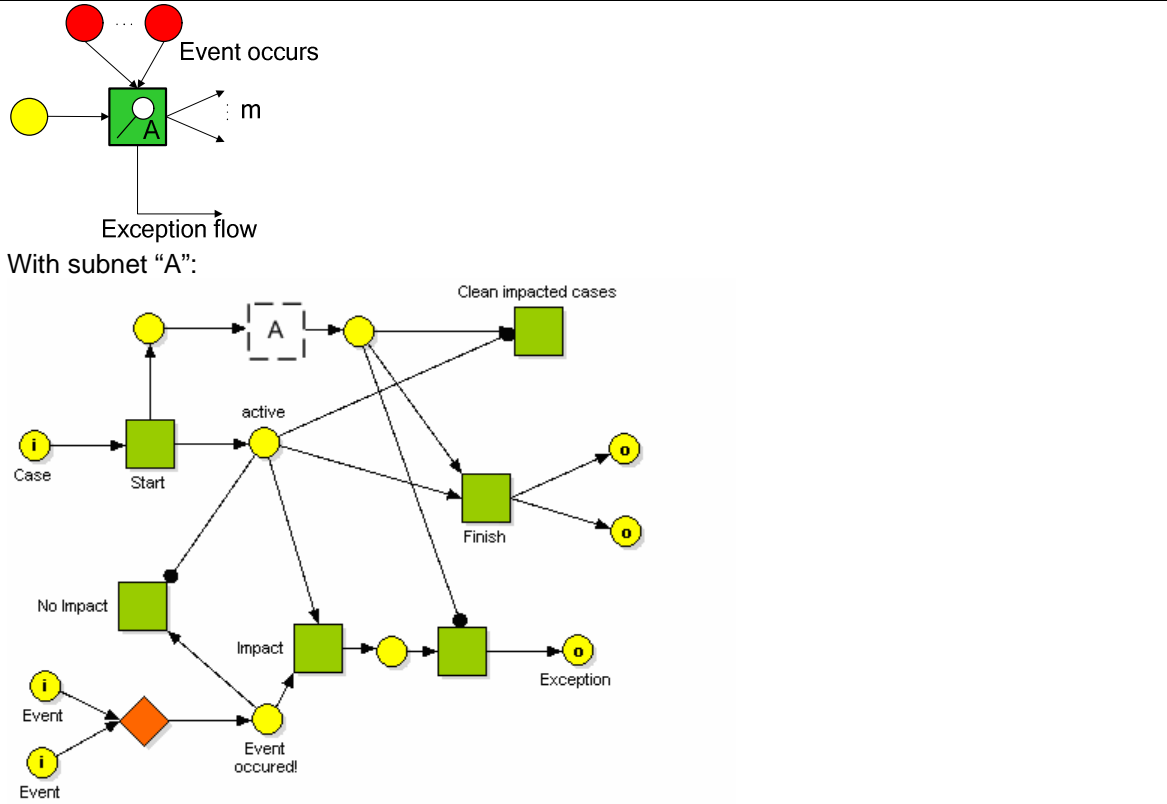 . . .
Event occurs
m
A
Exception flow
With subnet “A”:
Clean impacted cases
A
active
i
o
Case
Start
o
Finish
No Impact
Impact
o
i
Exception
Event
Event
occured!
i
Event